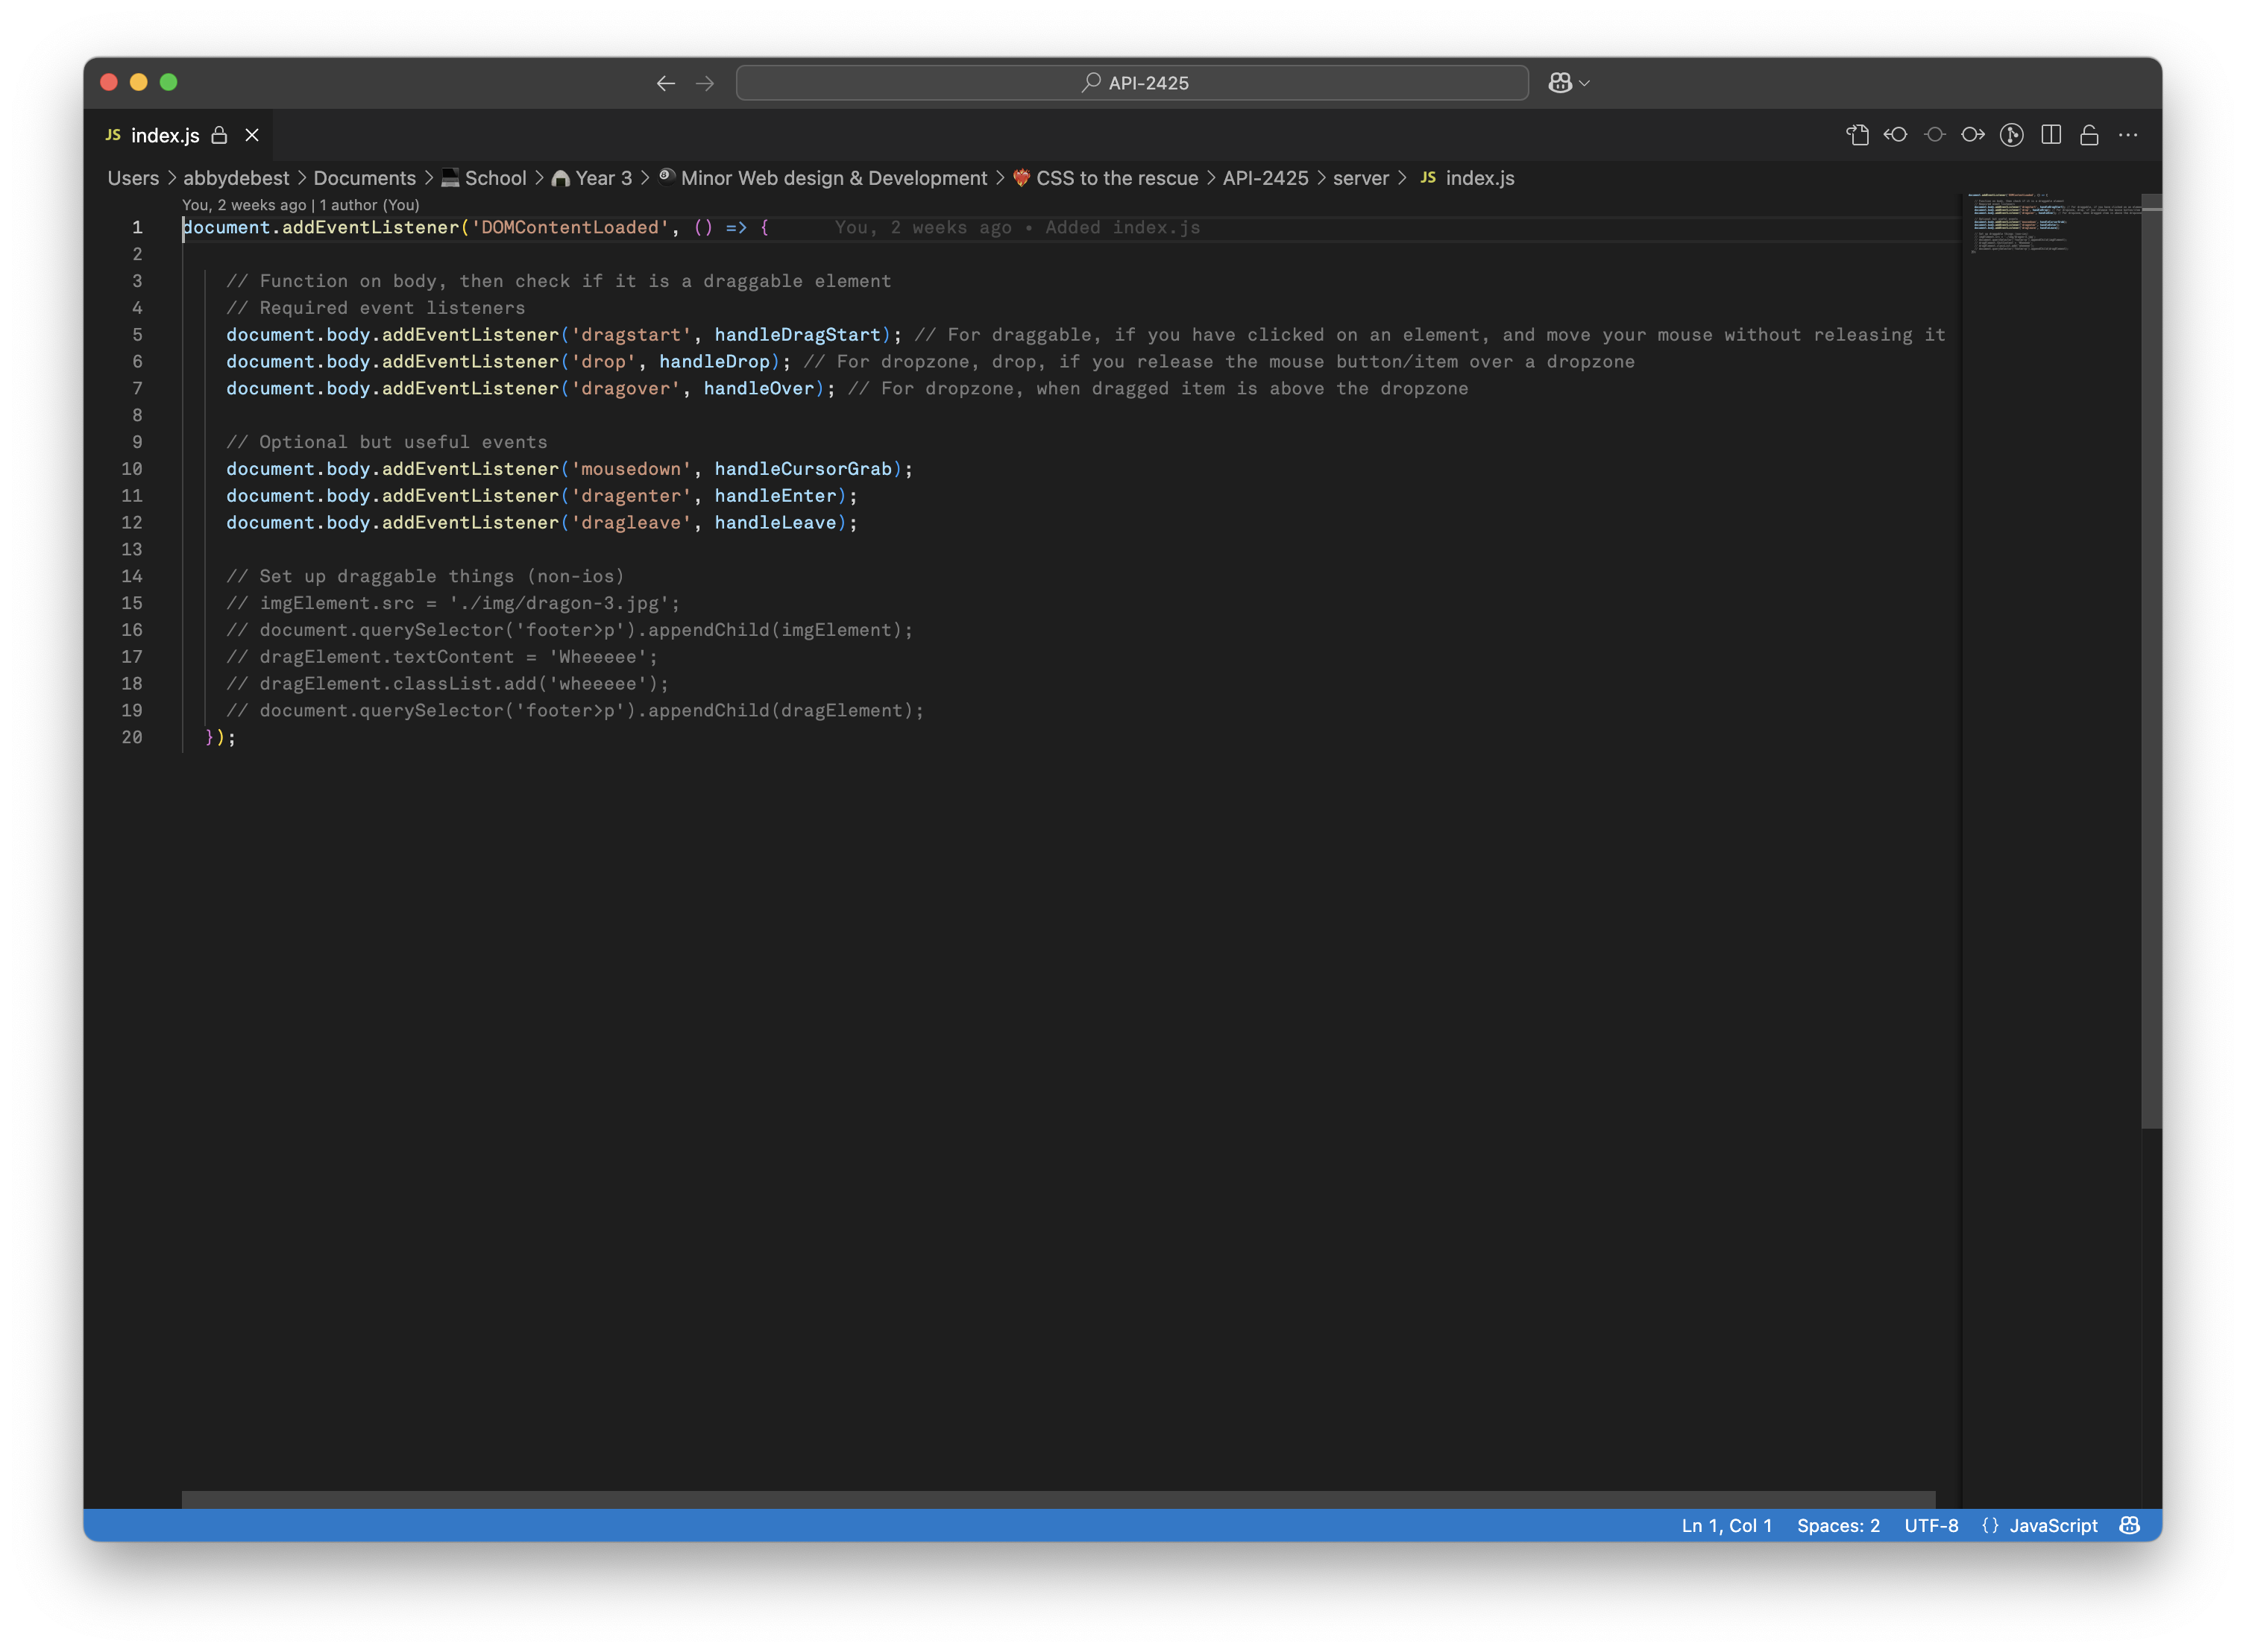 API-2425
JS index.js
Users > abbydebest > Documents > School > Year 3 > Minor Web design & Development > CSS to the rescue > API-2425 > server > JS index.js
You, 2 weeks ago | 1 author (You)
1 document.addEventListener('DOMContentLoaded', () => { You, 2 weeks ago • Added index.js
2
3 // Function on body, then check if it is a draggable element
4 // Required event listeners
5 document.body.addEventListener('dragstart', handleDragStart); // For draggable, if you have clicked on an element, and move your mouse without releasing it
6 document.body.addEventListener('drop', handleDrop); // For dropzone, drop, if you release the mouse button/item over a dropzone
7 document.body.addEventListener('dragover', handleOver); // For dropzone, when dragged item is above the dropzone
8
9 // Optional but useful events
10 document.body.addEventListener('mousedown', handleCursorGrab);
11 document.body.addEventListener('dragenter', handleEnter);
12 document.body.addEventListener('dragleave', handleLeave);
13
14 // Set up draggable things (non-ios)
15 // imgElement.src = './img/dragon-3.jpg';
16 // document.querySelector('footer>p').appendChild(imgElement);
17 // dragElement.textContent = 'Wheeeee';
18 // dragElement.classList.add('wheeeee');
19 // document.querySelector('footer>p').appendChild(dragElement);
20 });
Ln 1, Col 1 Spaces: 2 UTF-8 {} JavaScript